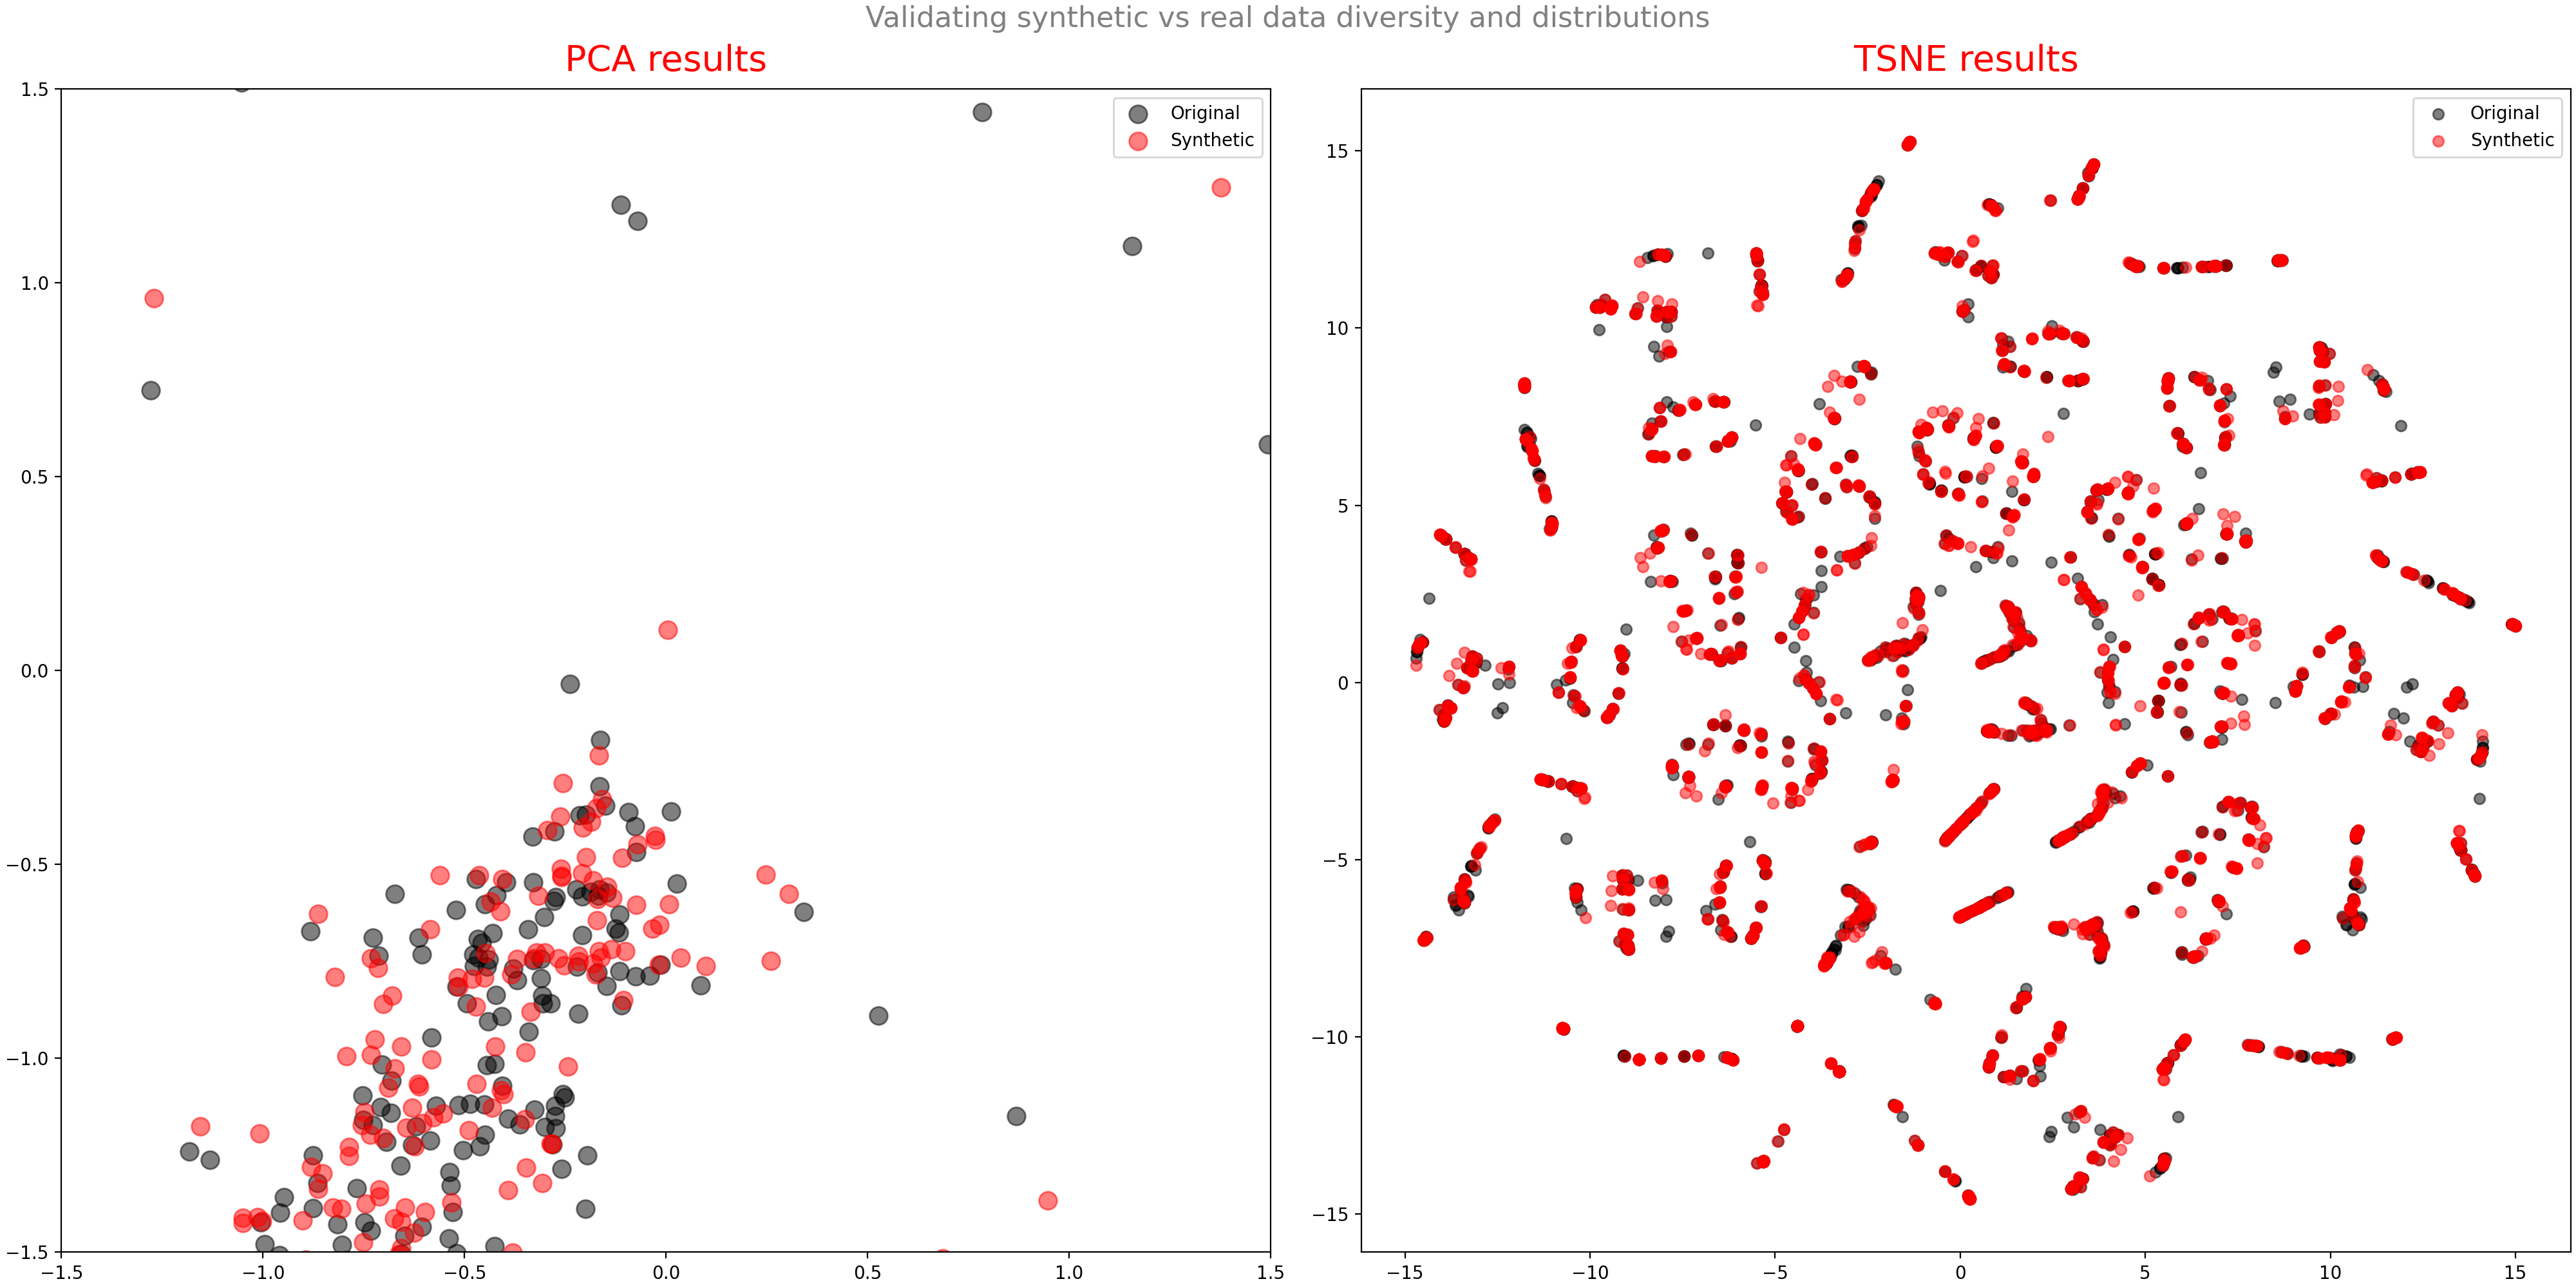 Validating synthetic vs real data diversity and distributions
PCA results
Original
Synthetic
1.5
1.0
0.5
0.0
−0.5
−1.0
−1.5
−1.5 −1.0 −0.5 0.0 0.5 1.0 1.5
TSNE results
Original
Synthetic
15
10
5
0
−5
−10
−15
−15 −10 −5 0 5 10 15